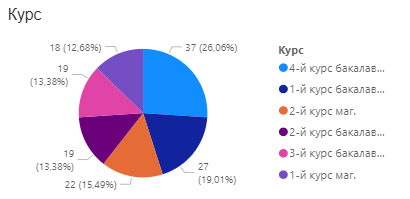 Курс
18 (12,68%)
37 (26,06%)
19
(13,38%)
19
(13,38%)
22 (15,49%)
27
(19,01%)
Курс
4-й курс бакалав...
1-й курс бакалав...
2-й курс маг.
2-й курс бакалав...
3-й курс бакалав...
1-й курс маг.